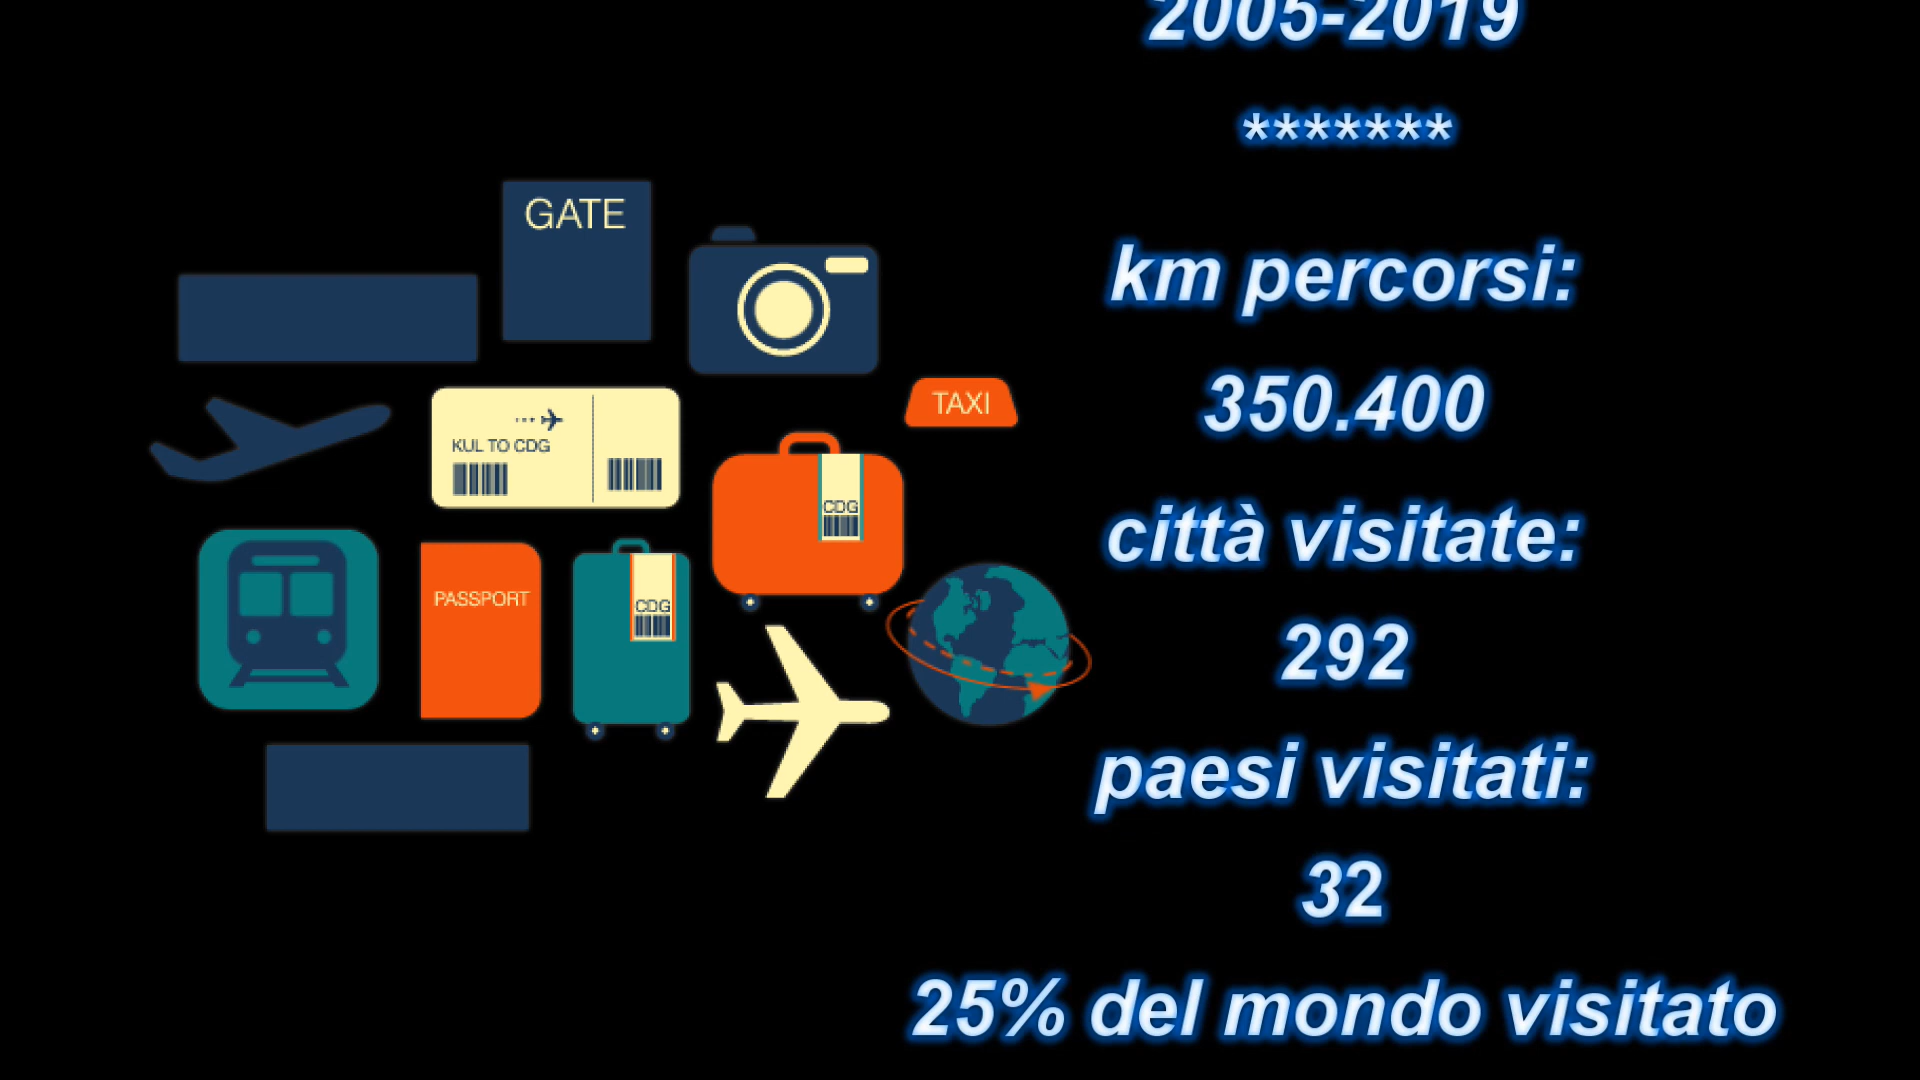 2005-2019
*******
km percorsi:
350.400
città visitate:
292
paesi visitati:
32
25% del mondo visitato
GATE
TAXI
KUL TO CDG
CDG
PASSPORT
CDG